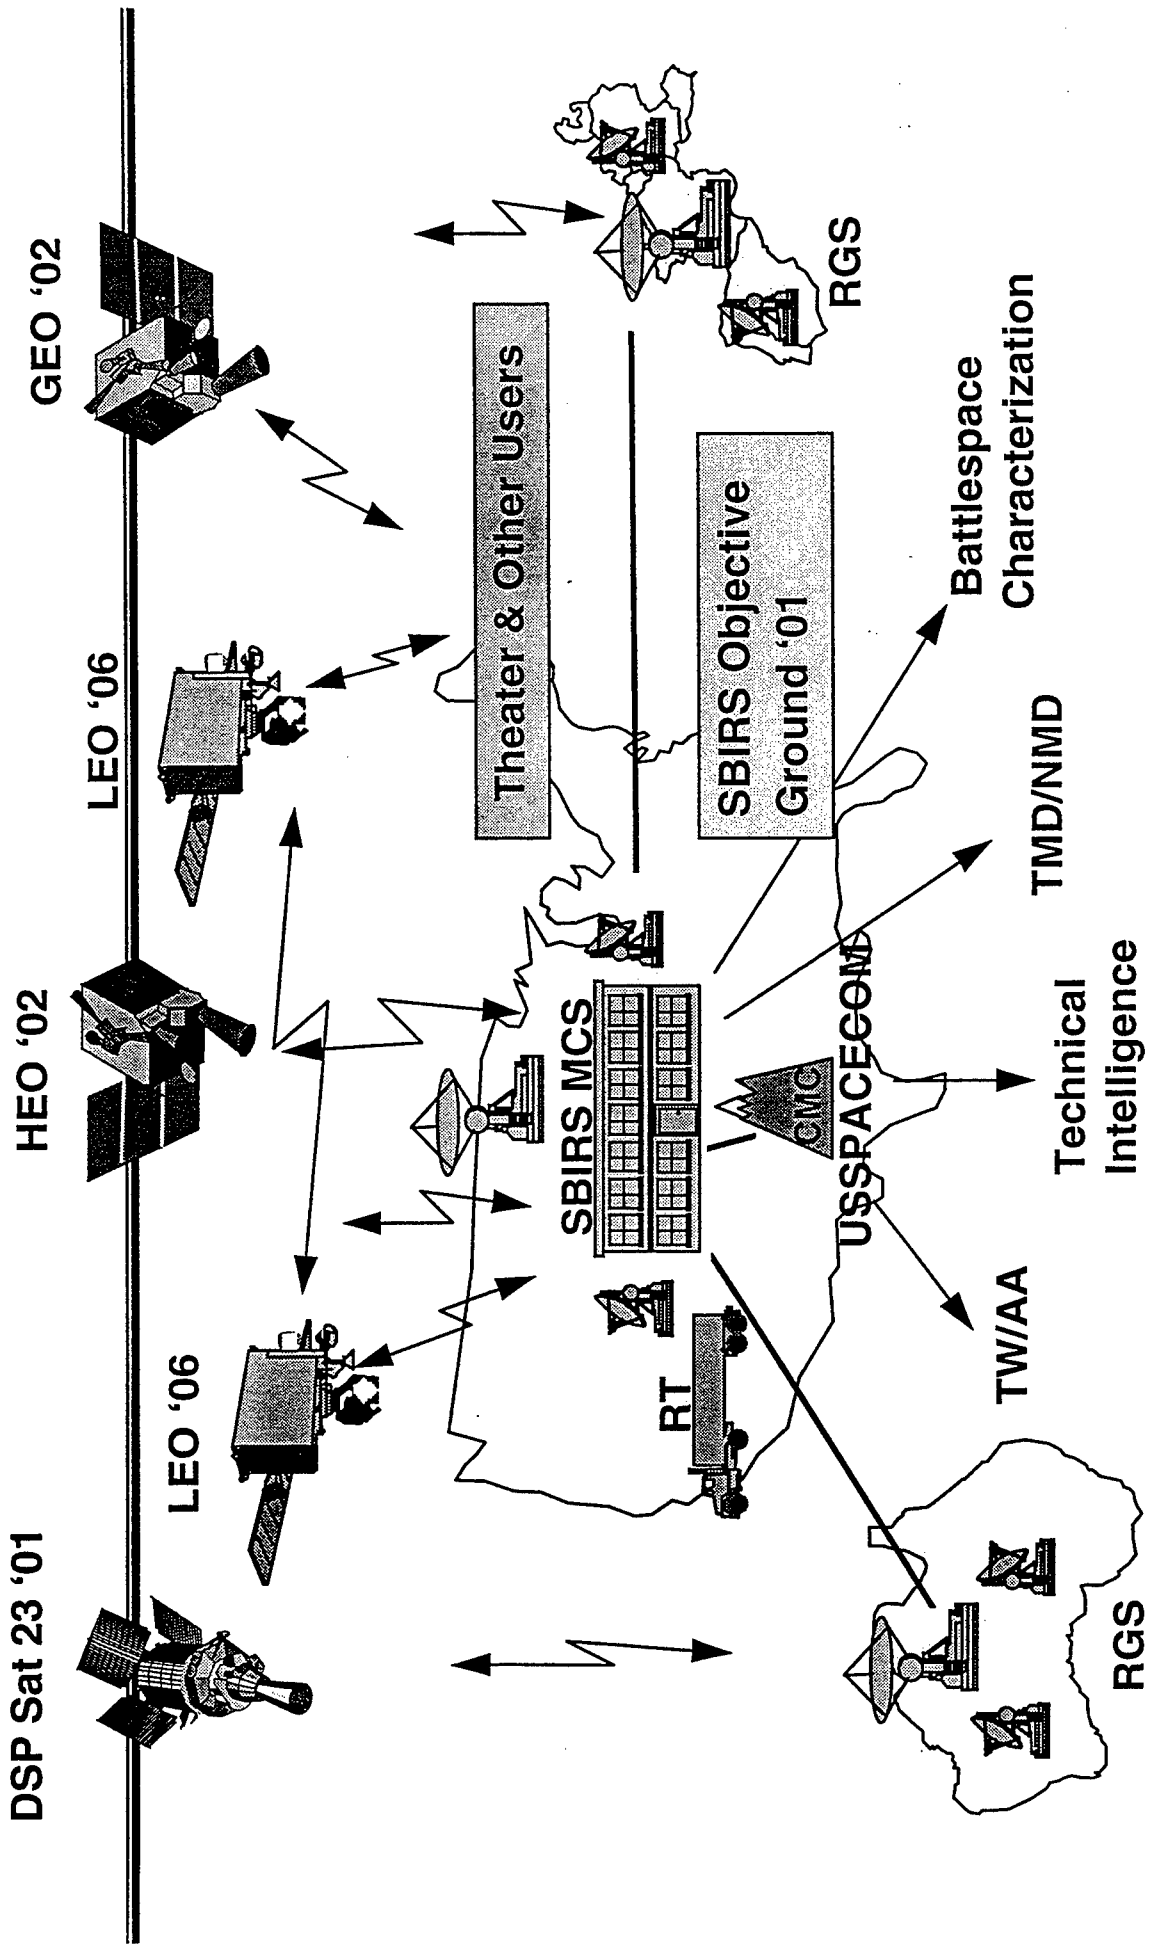 DSP Sat 23 ‘01
LEO ‘06
HEO ‘02
LEO ‘06
GEO ‘02
Theater & Other Users
SBIRS MCS
RT
CMC
USSPACECOM
SBIRS Objective
Ground ‘01
RGS
RGS
TW/AA
Technical
Intelligence
TMD/NMD
Battlespace
Characterization